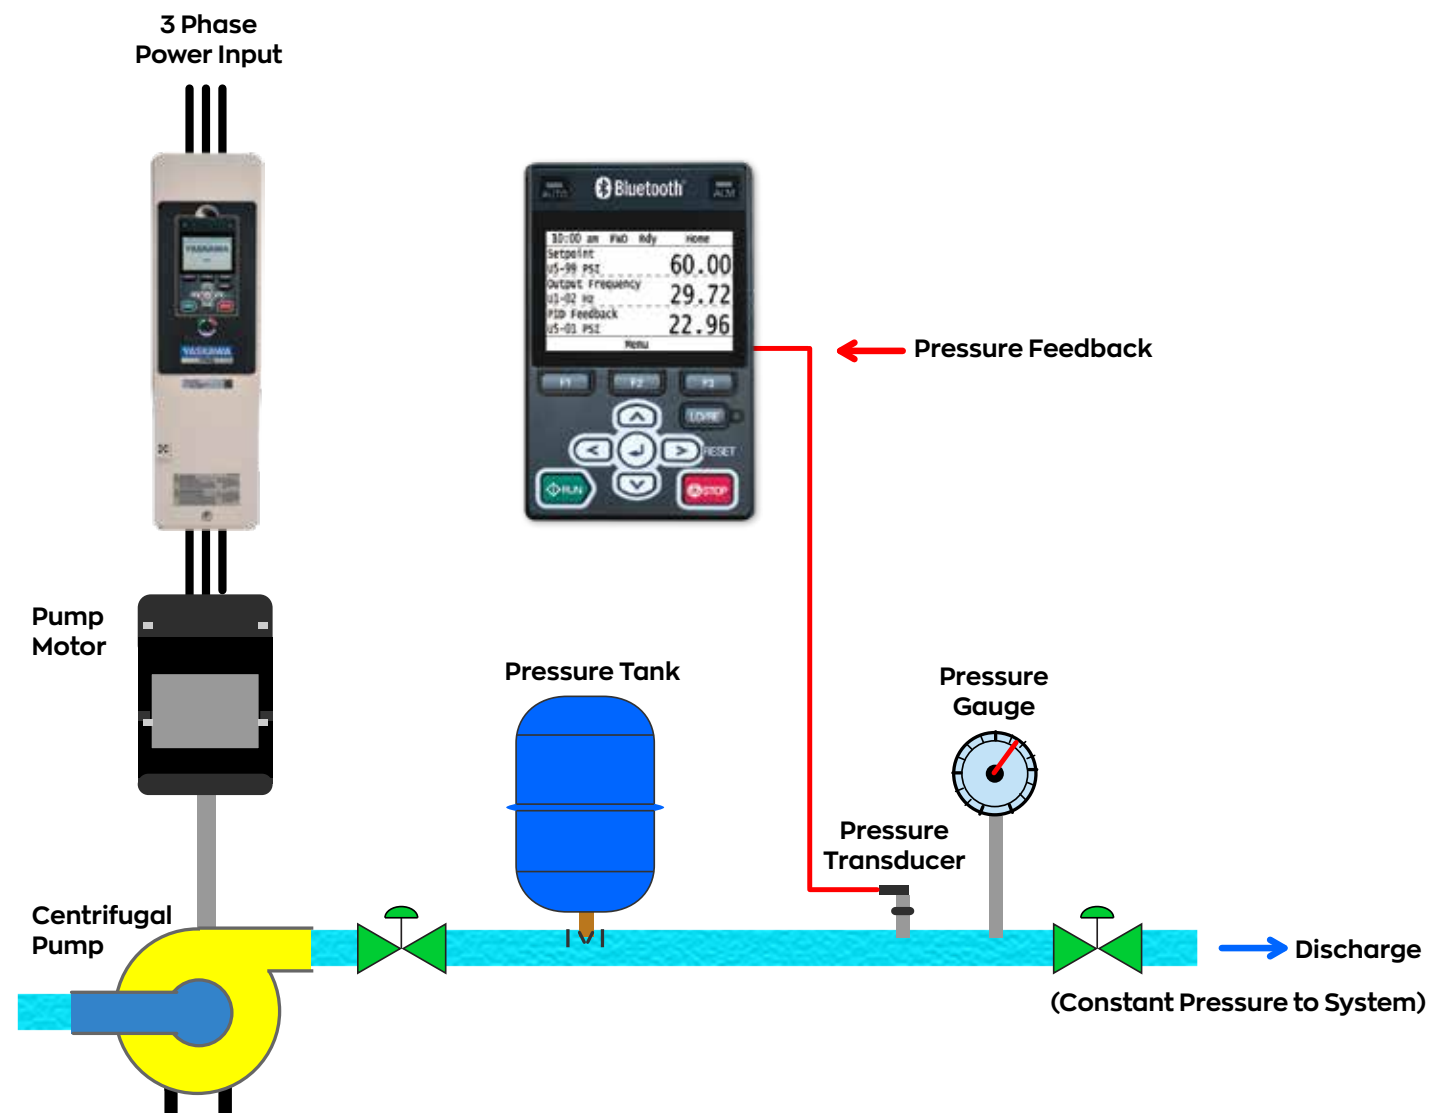 3 Phase
Power Input
YASKAWA
AUTO
Bluetooth
ALM
10:00 am FWD Rdy Home
Setpoint
U5-99 PSI 60.00
Output Frequency
U1-02 Hz 29.72
PID Feedback
U5-01 PSI 22.96
Menu
F1 F2 F3
LO/RE
RESET
RUN
STOP
Pressure Feedback
Pump
Motor
Pressure Tank
Pressure
Gauge
Pressure
Transducer
Centrifugal
Pump
Discharge
(Constant Pressure to System)